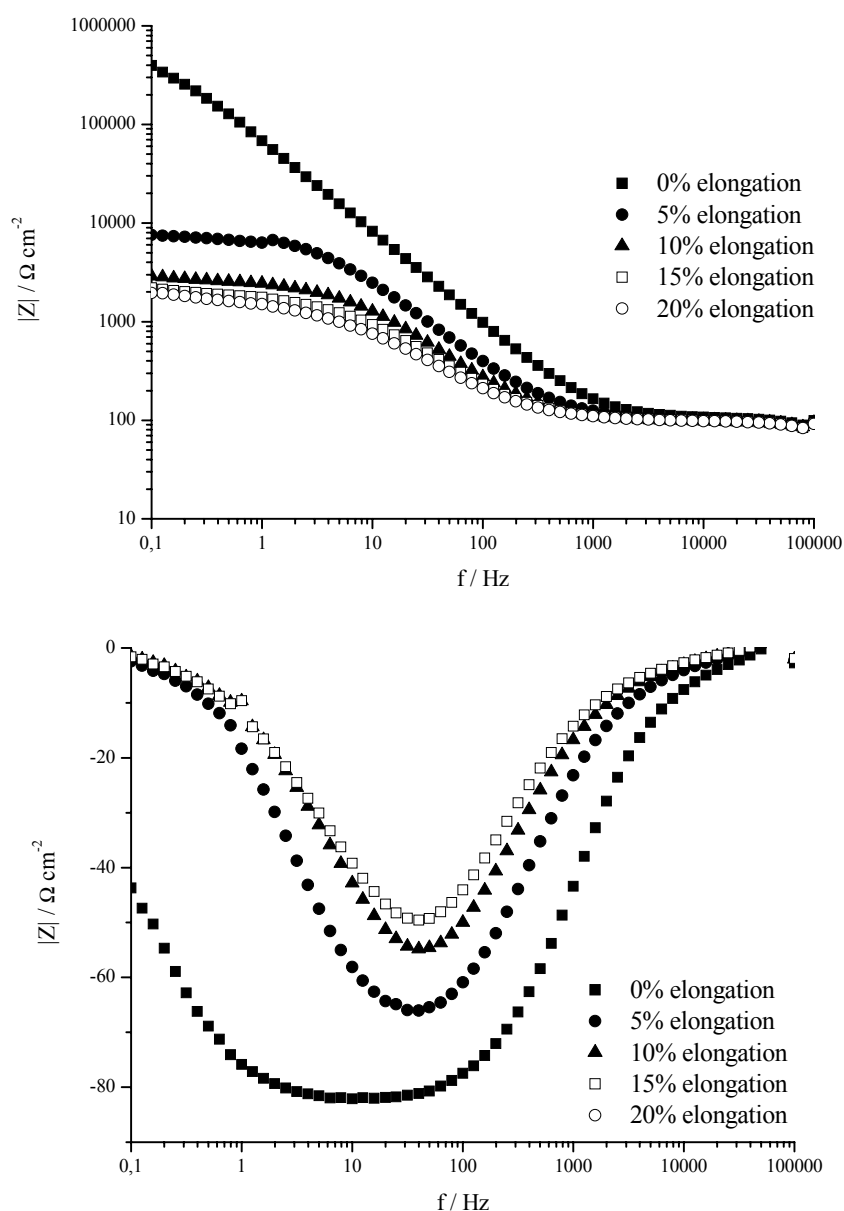 1000000
100000
10000
1000
100
10
|Z| / Ω cm-2
0% elongation
5% elongation
10% elongation
15% elongation
20% elongation
0,1 1 10 100 1000 10000 100000
f / Hz
0
-20
-40
-60
-80
|Z| / Ω cm-2
0% elongation
5% elongation
10% elongation
15% elongation
20% elongation
0,1 1 10 100 1000 10000 100000
f / Hz